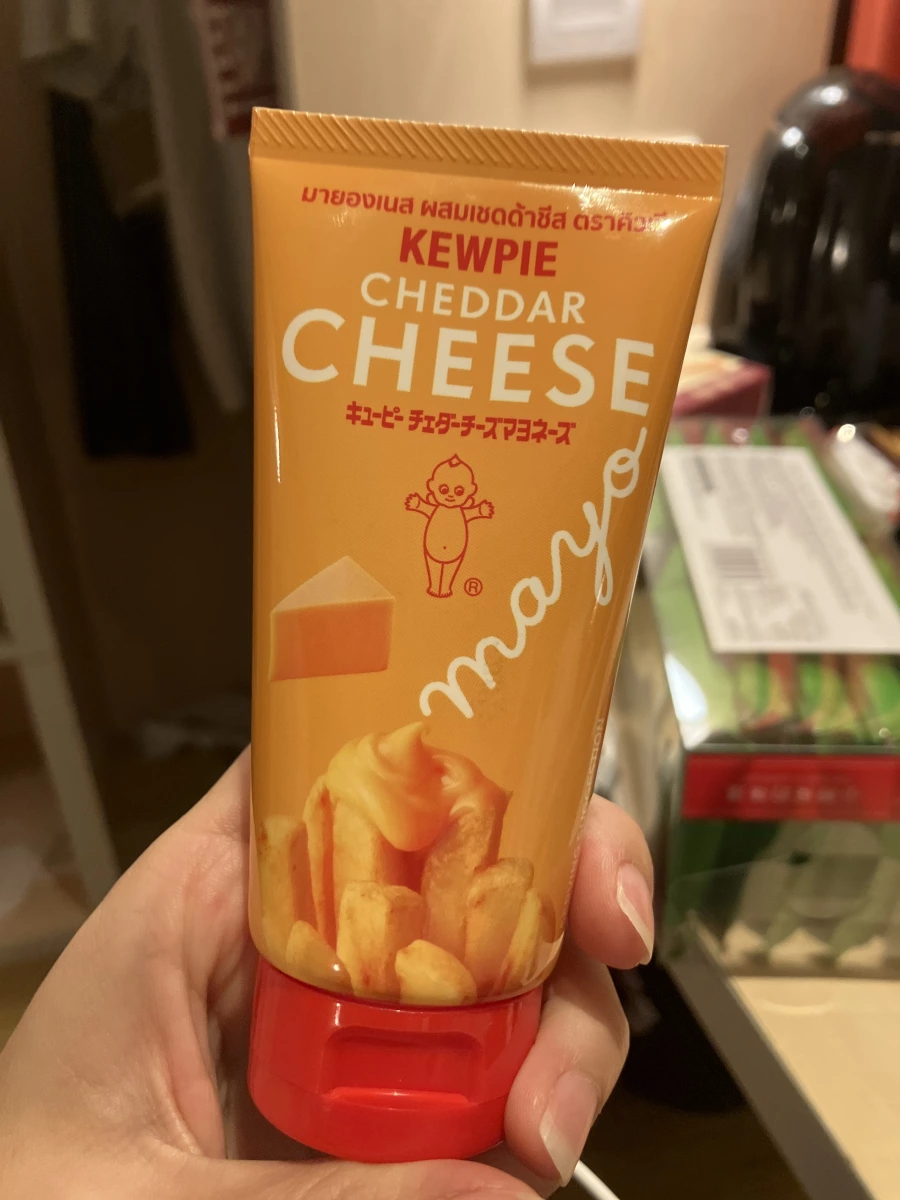 มายองเนส ผสมเชดด้าชีส ตราคิวพี
KEWPIE
CHEDDAR
CHEESE
キューピー チェダーチーズマヨネーズ
mayo
®